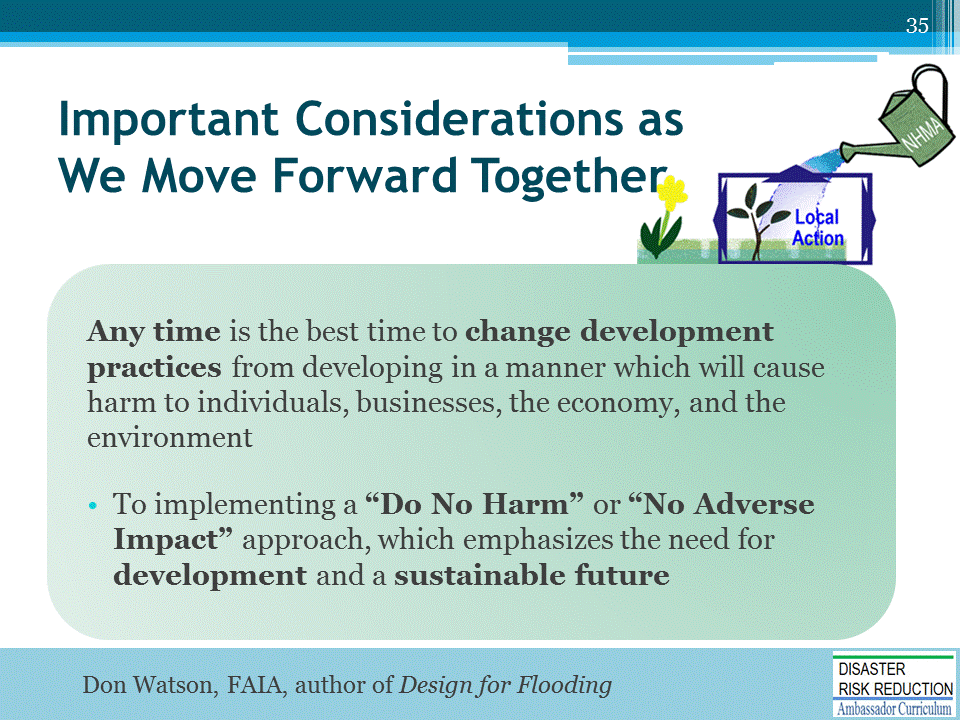 35
Important Considerations as
We Move Forward Together
NHMA
Local
Action
Any time is the best time to change development
practices from developing in a manner which will cause
harm to individuals, businesses, the economy, and the
environment
• To implementing a “Do No Harm” or “No Adverse
Impact” approach, which emphasizes the need for
development and a sustainable future
Don Watson, FAIA, author of Design for Flooding
DISASTER
RISK REDUCTION
Ambassador Curriculum